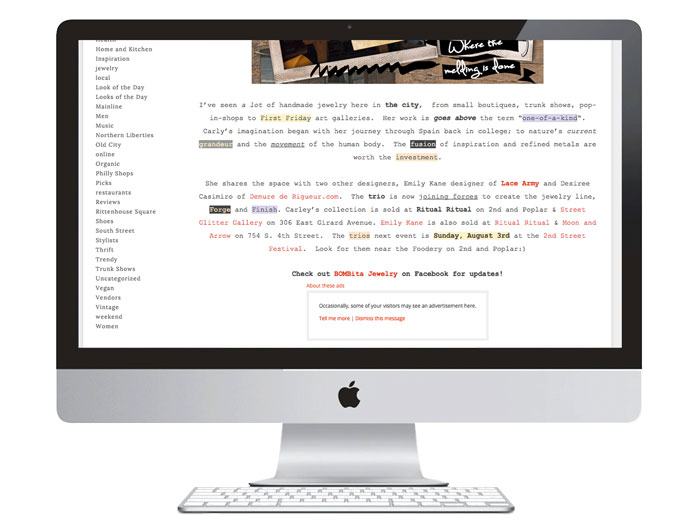 Health
Home and Kitchen
Inspiration
jewelry
local
Look of the Day
Looks of the Day
Mainline
Men
Music
Northern Liberties
Old City
online
Organic
Philly Shops
Picks
restaurants
Reviews
Rittenhouse Square
Shoes
South Street
Stylists
Thrift
Trendy
Trunk Shows
Uncategorized
Vegan
Vendors
Vintage
weekend
Women
Where the
melding is done
I've seen a lot of handmade jewelry here in the city, from small boutiques, trunk shows, pop-
in-shops to First Friday art galleries. Her work is goes above the term "one-of-a-kind".
Carly's imagination began with her journey through Spain back in college; to nature's current
grandeur and the movement of the human body. The fusion of inspiration and refined metals are
worth the investment.
She shares the space with two other designers, Emily Kane designer of Lace Army and Desiree
Casimiro of Demure de Rigueur.com. The trio is now joining forces to create the jewelry line,
Forge and Finish. Carley's collection is sold at Ritual Ritual on 2nd and Poplar & Street
Glitter Gallery on 306 East Girard Avenue. Emily Kane is also sold at Ritual Ritual & Moon and
Arrow on 754 S. 4th Street. The trios next event is Sunday, August 3rd at the 2nd Street
Festival. Look for them near the Foodery on 2nd and Poplar:)
Check out BOMBita Jewelry on Facebook for updates!
About these ads
Occasionally, some of your visitors may see an advertisement here.
Tell me more | Dismiss this message